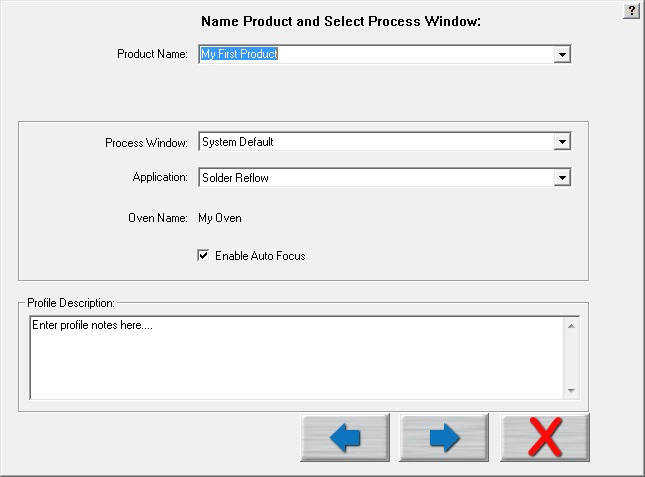 ?
Name Product and Select Process Window:
Product Name: My First Product
Process Window: System Default
Application: Solder Reflow
Oven Name: My Oven
Enable Auto Focus
Profile Description:
Enter profile notes here....